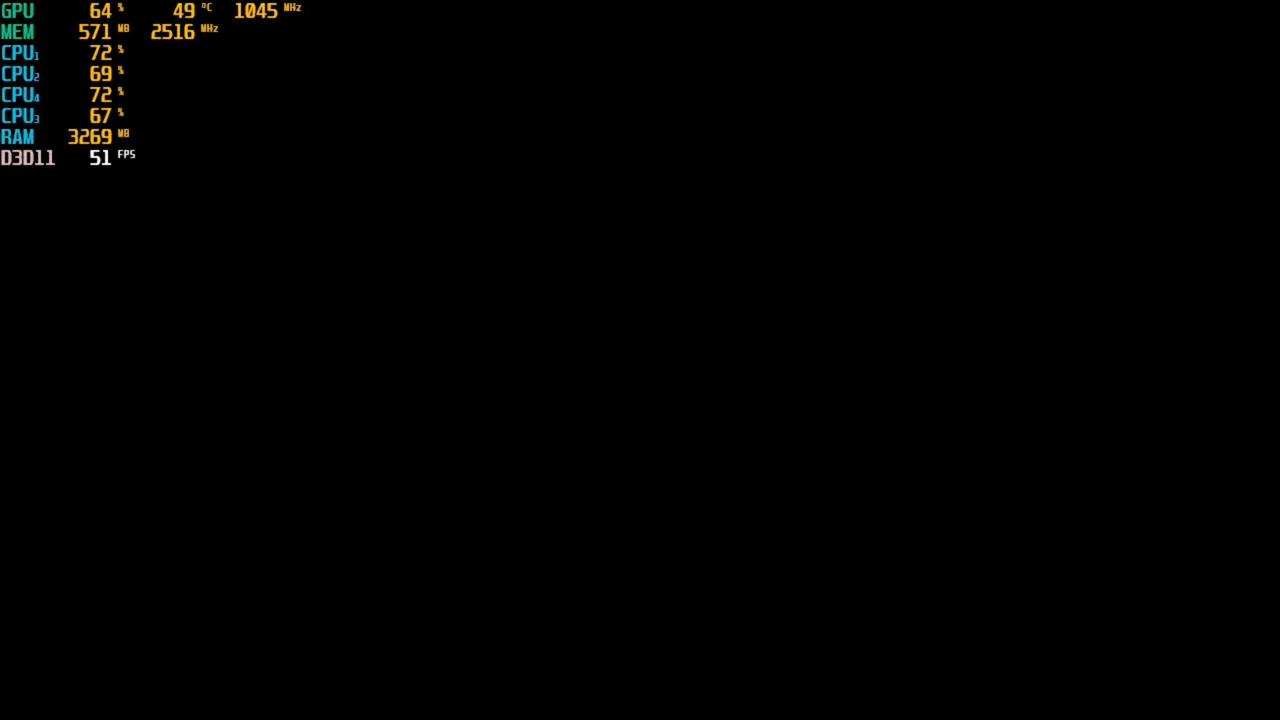 GPU 64 % 49 °C 1045 MHz
MEM 571 MB 2516 MHz
CPU1 72 %
CPU2 69 %
CPU4 72 %
CPU3 67 %
RAM 3269 MB
D3D11 51 FPS